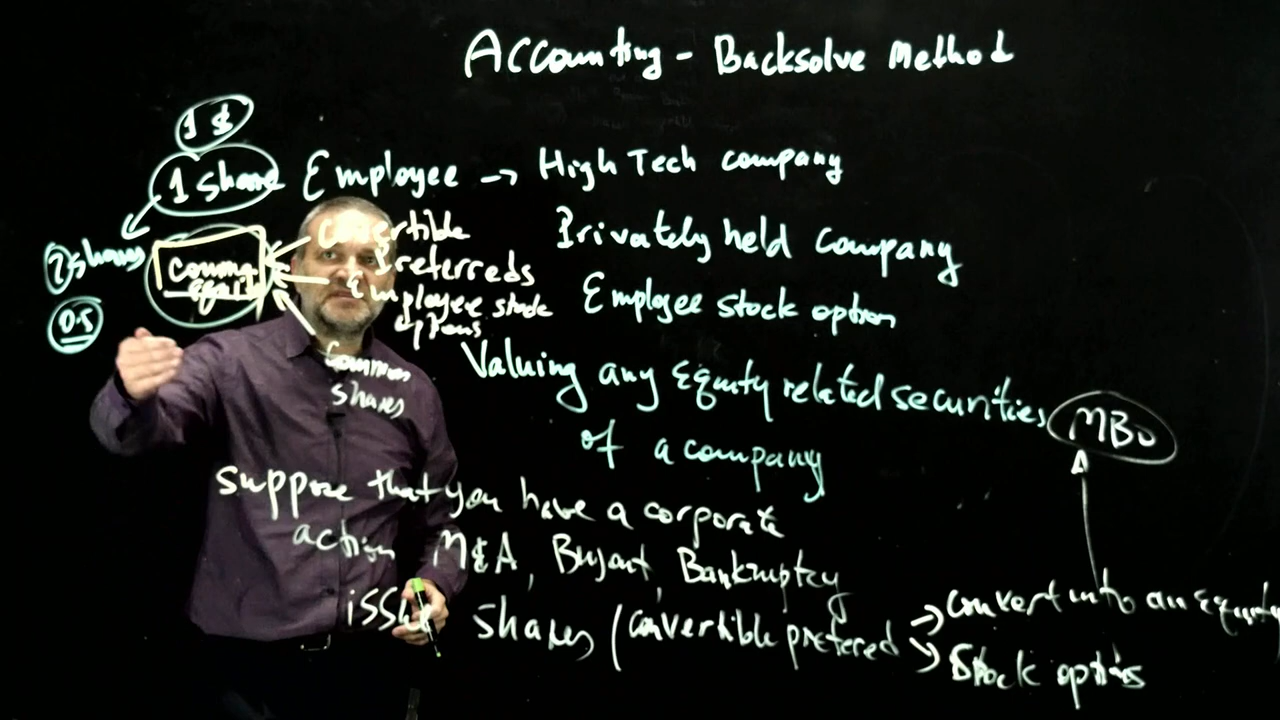 Accounting - Backsolve Method
1 $
1 share
Employee → High Tech company
2 shares
0.5
common
equity
Preferreds
Employee stock
options
Common
shares
Privately held company
Employee stock option
Valuing any Equity related securities
of a company
MBO
suppose that you have a corporate
action M&A, Buyout, Bankruptcy
issue shares / convertible prefered
→ convert into an equity
→ Stock options